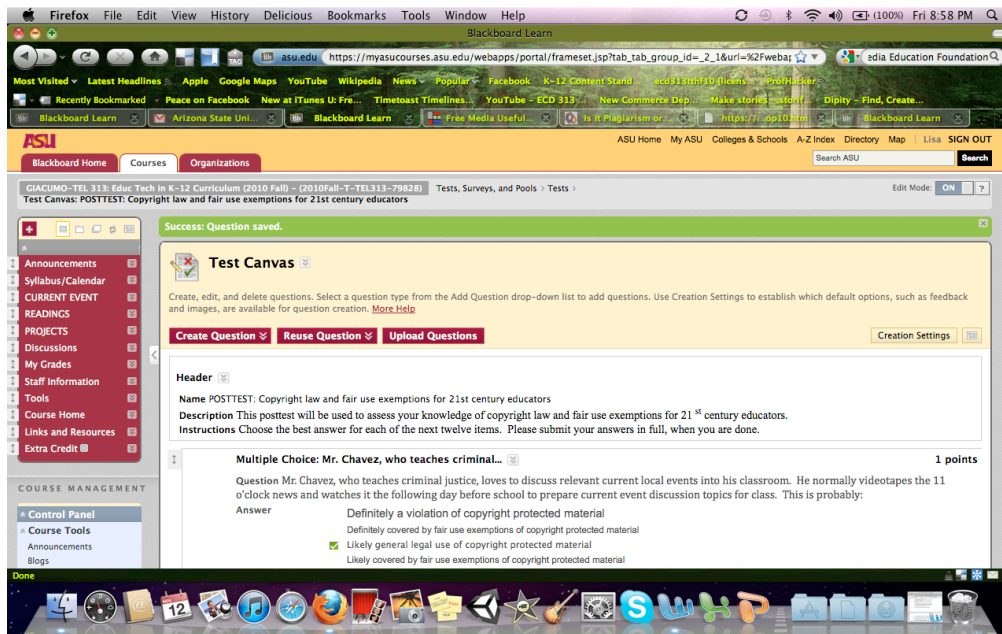 Firefox File Edit View History Delicious Bookmarks Tools Window Help (100%) Fri 8:58 PM
Blackboard Learn
asu.edu https://myasucourses.asu.edu/webapps/portal/frameset.jsp?tab_tab_group_id=_2_1&url=%2Fwebap edia Education Foundation
Most Visited Latest Headlines Apple Google Maps YouTube Wikipedia News Popular Facebook K-12 Content Stand... ecd313thf10 (licens... ProfHacker
Recently Bookmarked Peace on Facebook New at iTunes U: Fre... Timetoast Timelines... YouTube - ECD 313 ... New Commerce Dep... Make stories - storif... Dipity - Find, Create...
Blackboard Learn Arizona State Uni... Blackboard Learn Free Media Useful... Is It Plagiarism or... Blackboard Learn
ASU ASU Home My ASU Colleges & Schools A-Z Index Directory Map Lisa SIGN OUT
Blackboard Home Courses Organizations Search ASU Search
GIACUMO-TEL 313: Educ Tech in K-12 Curriculum (2010 Fall) - (2010Fall-T-TEL313-79828) Tests, Surveys, and Pools > Tests > Edit Mode: ON ?
Test Canvas: POSTTEST: Copyright law and fair use exemptions for 21st century educators
Success: Question saved.
Announcements
Syllabus/Calendar
CURRENT EVENT
READINGS
PROJECTS
Discussions
My Grades
Staff Information
Tools
Course Home
Links and Resources
Extra Credit
COURSE MANAGEMENT
Control Panel
Course Tools
Announcements
Blogs
Test Canvas
Create, edit, and delete questions. Select a question type from the Add Question drop-down list to add questions. Use Creation Settings to establish which default options, such as feedback
and images, are available for question creation. More Help
Create Question Reuse Question Upload Questions Creation Settings
Header
Name POSTTEST: Copyright law and fair use exemptions for 21st century educators
Description This posttest will be used to assess your knowledge of copyright law and fair use exemptions for 21 st century educators.
Instructions Choose the best answer for each of the next twelve items. Please submit your answers in full, when you are done.
Multiple Choice: Mr. Chavez, who teaches criminal... 1 points
Question Mr. Chavez, who teaches criminal justice, loves to discuss relevant current local events into his classroom. He normally videotapes the 11
o'clock news and watches it the following day before school to prepare current event discussion topics for class. This is probably:
Answer Definitely a violation of copyright protected material
Definitely covered by fair use exemptions of copyright protected material
Likely general legal use of copyright protected material
Likely covered by fair use exemptions of copyright protected material
Done
12